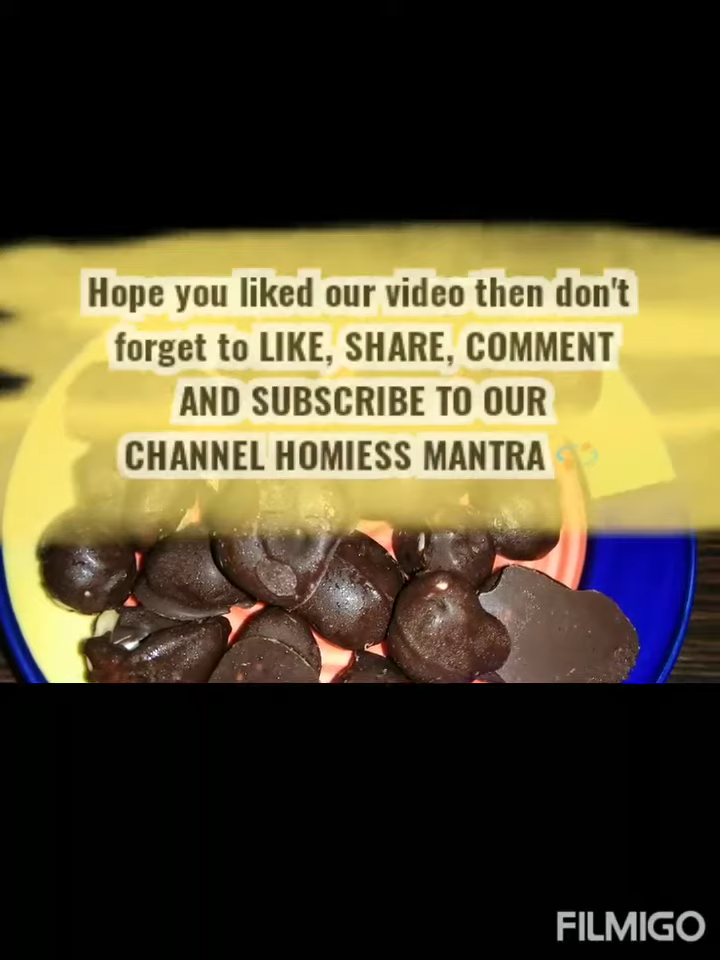 Hope you liked our video then don't
forget to LIKE, SHARE, COMMENT
AND SUBSCRIBE TO OUR
CHANNEL HOMIESS MANTRA
FILMIGO